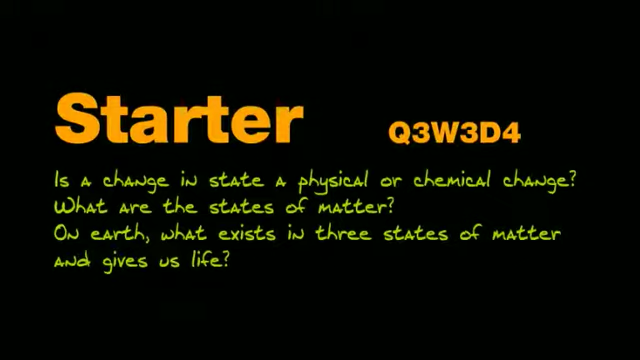 Starter Q3W3D4
Is a change in state a physical or chemical change?
What are the states of matter?
On earth, what exists in three states of matter
and gives us life?